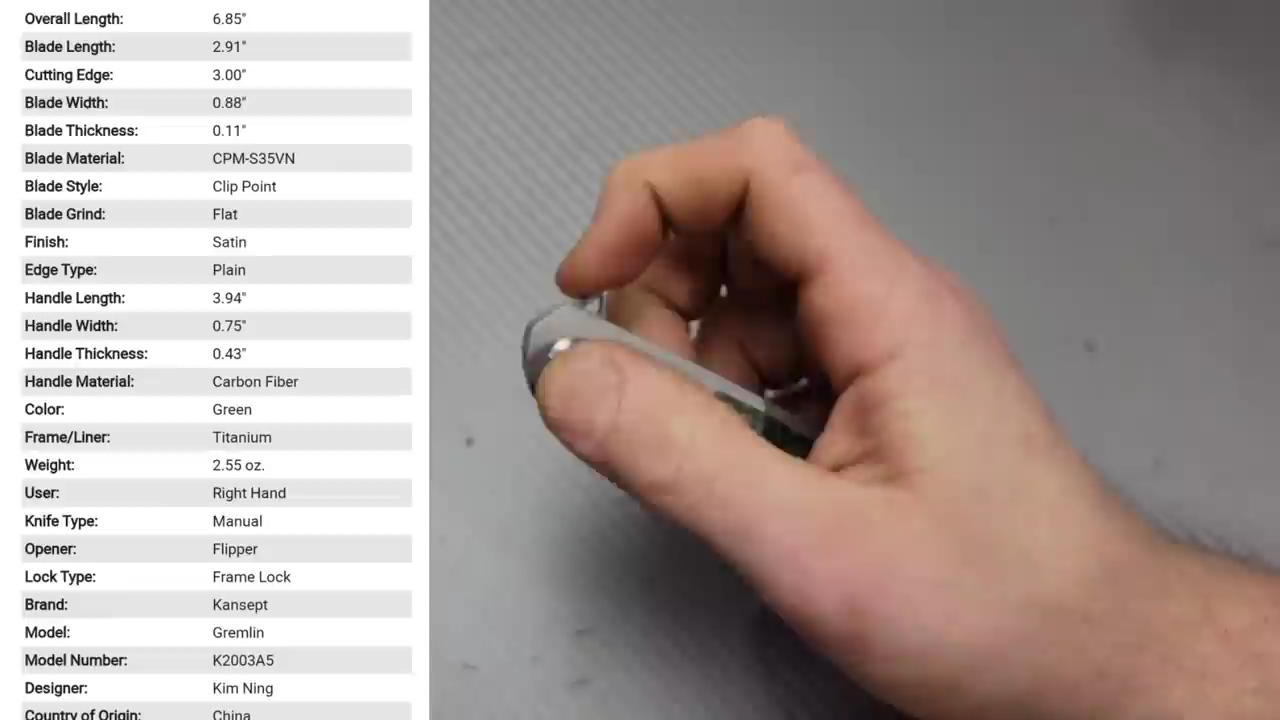 Overall Length: 6.85"
Blade Length: 2.91"
Cutting Edge: 3.00"
Blade Width: 0.88"
Blade Thickness: 0.11"
Blade Material: CPM-S35VN
Blade Style: Clip Point
Blade Grind: Flat
Finish: Satin
Edge Type: Plain
Handle Length: 3.94"
Handle Width: 0.75"
Handle Thickness: 0.43"
Handle Material: Carbon Fiber
Color: Green
Frame/Liner: Titanium
Weight: 2.55 oz.
User: Right Hand
Knife Type: Manual
Opener: Flipper
Lock Type: Frame Lock
Brand: Kansept
Model: Gremlin
Model Number: K2003A5
Designer: Kim Ning
Country of Origin: China